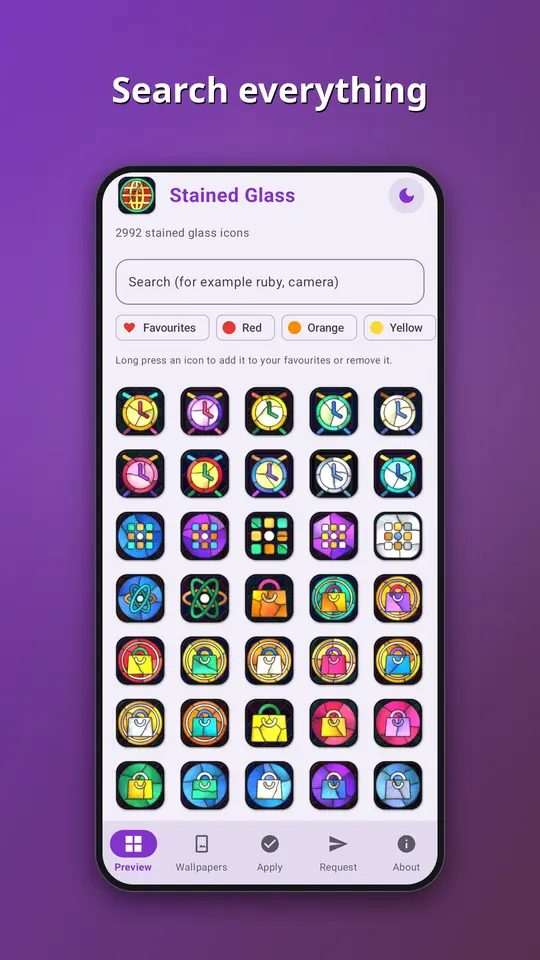 Search everything
Stained Glass
2992 stained glass icons
Search (for example ruby, camera)
Favourites Red Orange Yellow
Long press an icon to add it to your favourites or remove it.
Preview Wallpapers Apply Request About